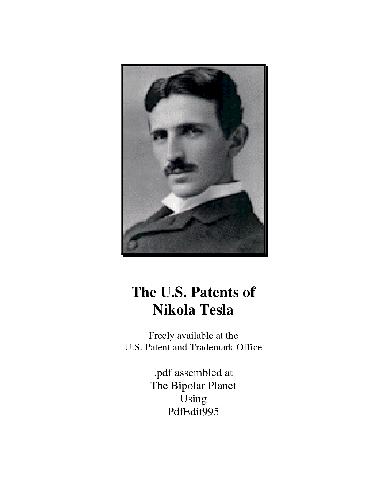 The U.S. Patents of
Nikola Tesla
Freely available at the
U.S. Patent and Trademark Office
.pdf assembled at
The Bipolar Planet
Using
PdfEdit995